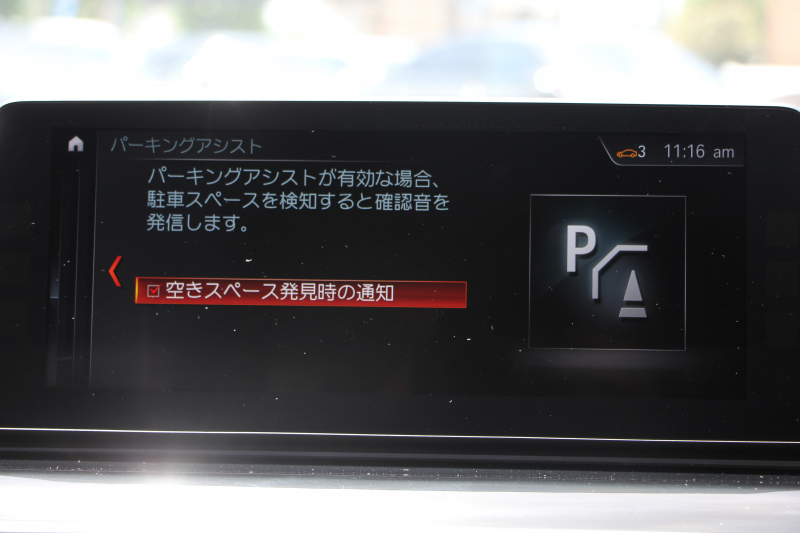 パーキングアシスト
3 11:16 am
パーキングアシストが有効な場合、
駐車スペースを検知すると確認音を
発信します。
空きスペース発見時の通知
P